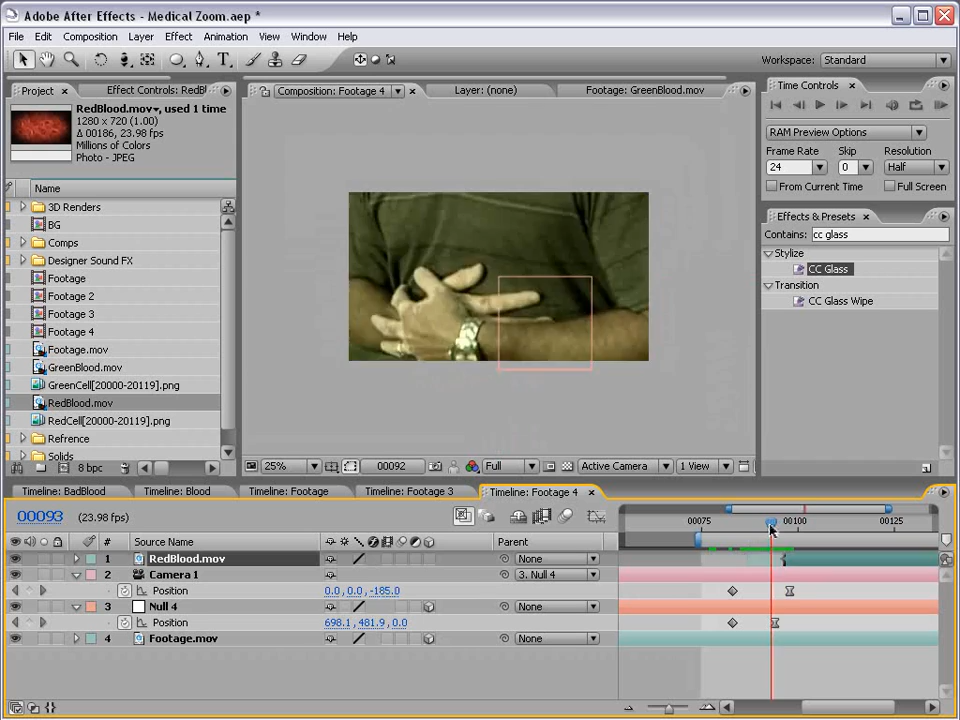 Adobe After Effects - Medical Zoom.aep *
File Edit Composition Layer Effect Animation View Window Help
Workspace: Standard
Project Effect Controls: RedBl
RedBlood.mov, used 1 time
1280 x 720 (1.00)
Δ 00186, 23.98 fps
Millions of Colors
Photo - JPEG
Name
3D Renders
BG
Comps
Designer Sound FX
Footage
Footage 2
Footage 3
Footage 4
Footage.mov
GreenBlood.mov
GreenCell[20000-20119].png
RedBlood.mov
RedCell[20000-20119].png
Refrence
Solids
8 bpc
Composition: Footage 4 Layer: (none) Footage: GreenBlood.mov
25% 00092 Full Active Camera 1 View
Time Controls
RAM Preview Options
Frame Rate Skip Resolution
24 0 Half
From Current Time Full Screen
Effects & Presets
Contains: cc glass
Stylize
CC Glass
Transition
CC Glass Wipe
Timeline: BadBlood Timeline: Blood Timeline: Footage Timeline: Footage 3 Timeline: Footage 4
00093 (23.98 fps)
00075 00100 00125
# Source Name Parent
1 RedBlood.mov None
2 Camera 1 3. Null 4
Position 0.0, 0.0, -185.0
3 Null 4 None
Position 698.1, 481.9, 0.0
4 Footage.mov None